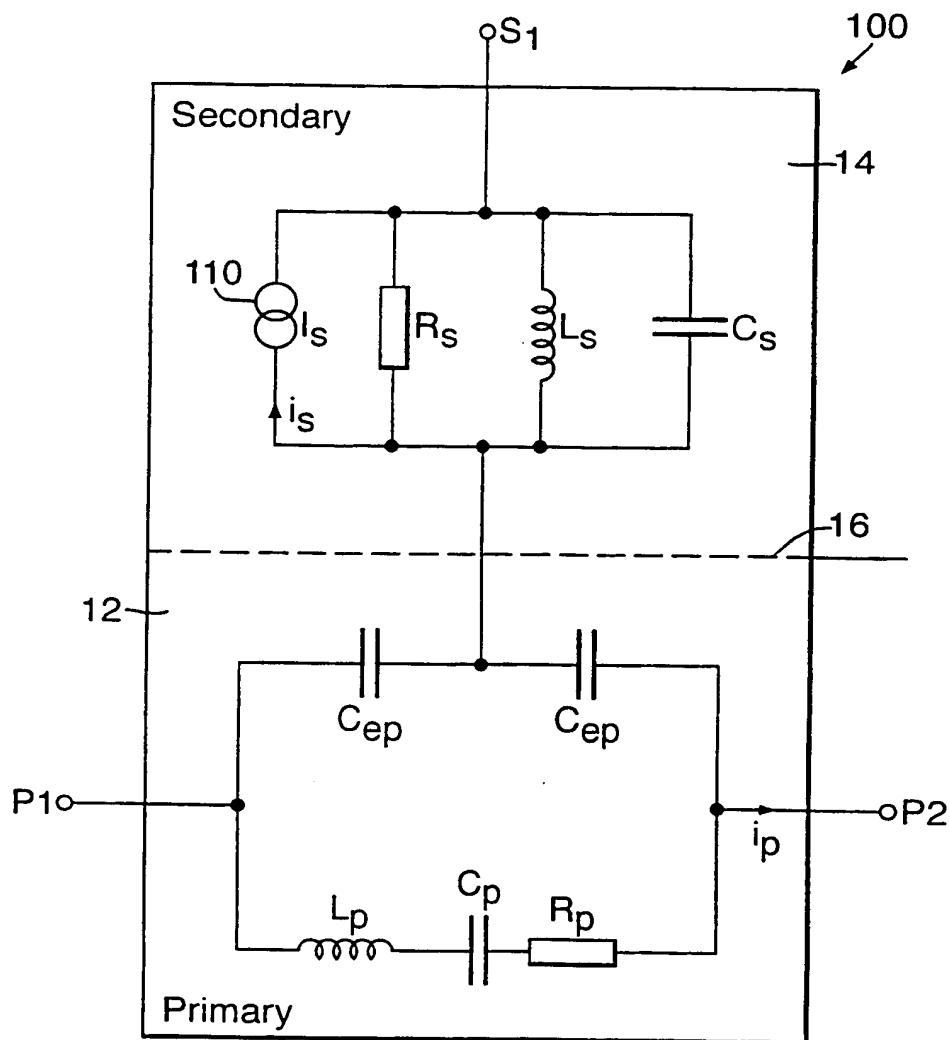 S1
100
Secondary
14
110
Is
Rs
Ls
Cs
is
16
12
Cep
Cep
P1
P2
ip
Lp
Cp
Rp
Primary